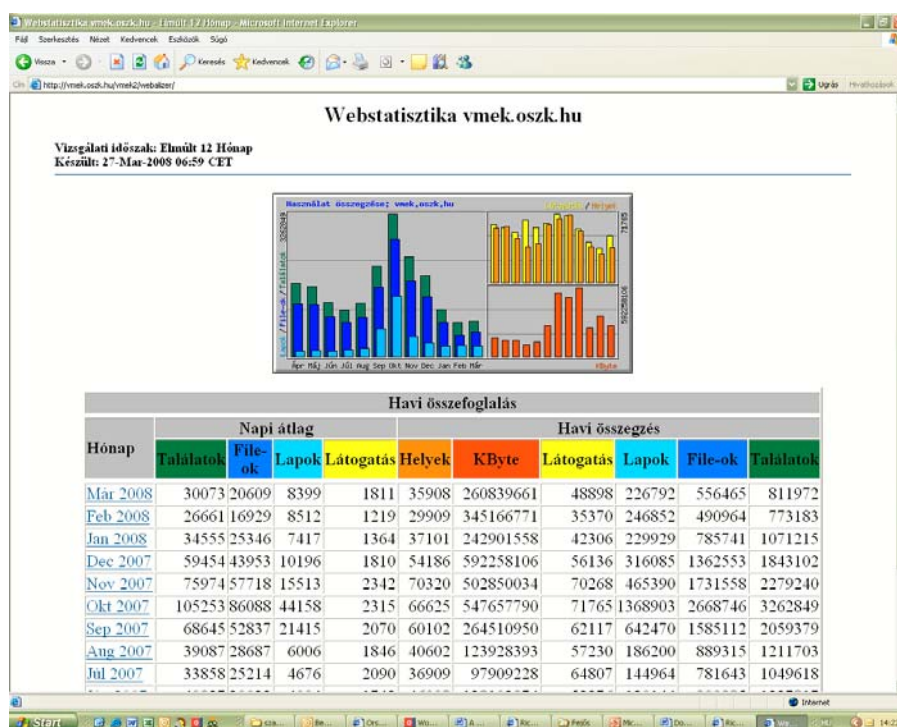 Webstatisztika vmek.oszk.hu - Elmúlt 12 Hónap - Microsoft Internet Explorer
Fájl Szerkesztés Nézet Kedvencek Eszközök Súgó
Vissza Keresés Kedvencek
Cím http://vmek.oszk.hu/vmek2/webalizer/ Ugrás Hivatkozások
Webstatisztika vmek.oszk.hu
Vizsgálati időszak: Elmúlt 12 Hónap
Készült: 27-Mar-2008 06:59 CET
Használat összegzése: vmek.oszk.hu
Látogatás / Helyek
3262849
71765
Lapok / File-ok / Találatok
592258106
Ápr Máj Jún Júl Aug Sep Okt Nov Dec Jan Feb Már
KByte
Havi összefoglalás
Hónap Napi átlag Havi összegzés
Találatok File-ok Lapok Látogatás Helyek KByte Látogatás Lapok File-ok Találatok
Már 2008 30073 20609 8399 1811 35908 260839661 48898 226792 556465 811972
Feb 2008 26661 16929 8512 1219 29909 345166771 35370 246852 490964 773183
Jan 2008 34555 25346 7417 1364 37101 242901558 42306 229929 785741 1071215
Dec 2007 59454 43953 10196 1810 54186 592258106 56136 316085 1362553 1843102
Nov 2007 75974 57718 15513 2342 70320 502850034 70268 465390 1731558 2279240
Okt 2007 105253 86088 44158 2315 66625 547657790 71765 1368903 2668746 3262849
Sep 2007 68645 52837 21415 2070 60102 264510950 62117 642470 1585112 2059379
Aug 2007 39087 28687 6006 1846 40602 123928393 57230 186200 889315 1211703
Júl 2007 33858 25214 4676 2090 36909 97909228 64807 144964 781643 1049618
Internet
Start